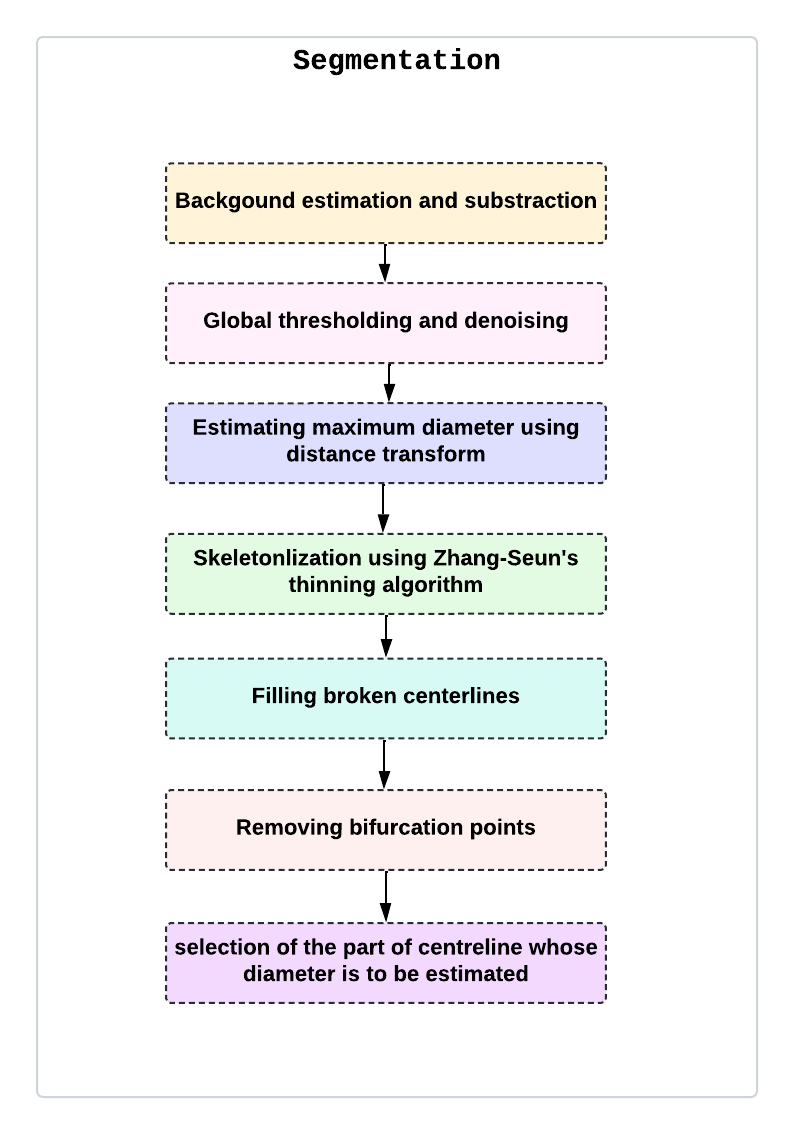 Segmentation
Backgound estimation and substraction
Global thresholding and denoising
Estimating maximum diameter using
distance transform
Skeletonlization using Zhang-Seun's
thinning algorithm
Filling broken centerlines
Removing bifurcation points
selection of the part of centreline whose
diameter is to be estimated